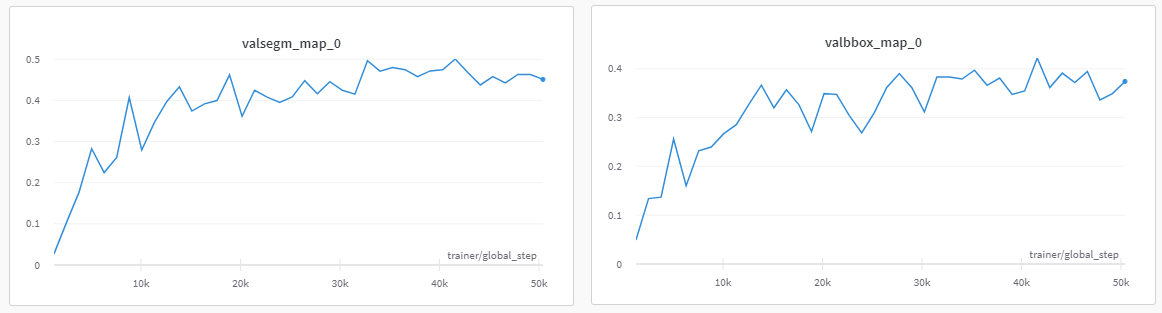 valsegm_map_0
0.5
0.4
0.3
0.2
0.1
0
trainer/global_step
10k
20k
30k
40k
50k
valbbox_map_0
0.4
0.3
0.2
0.1
0
trainer/global_step
10k
20k
30k
40k
50k